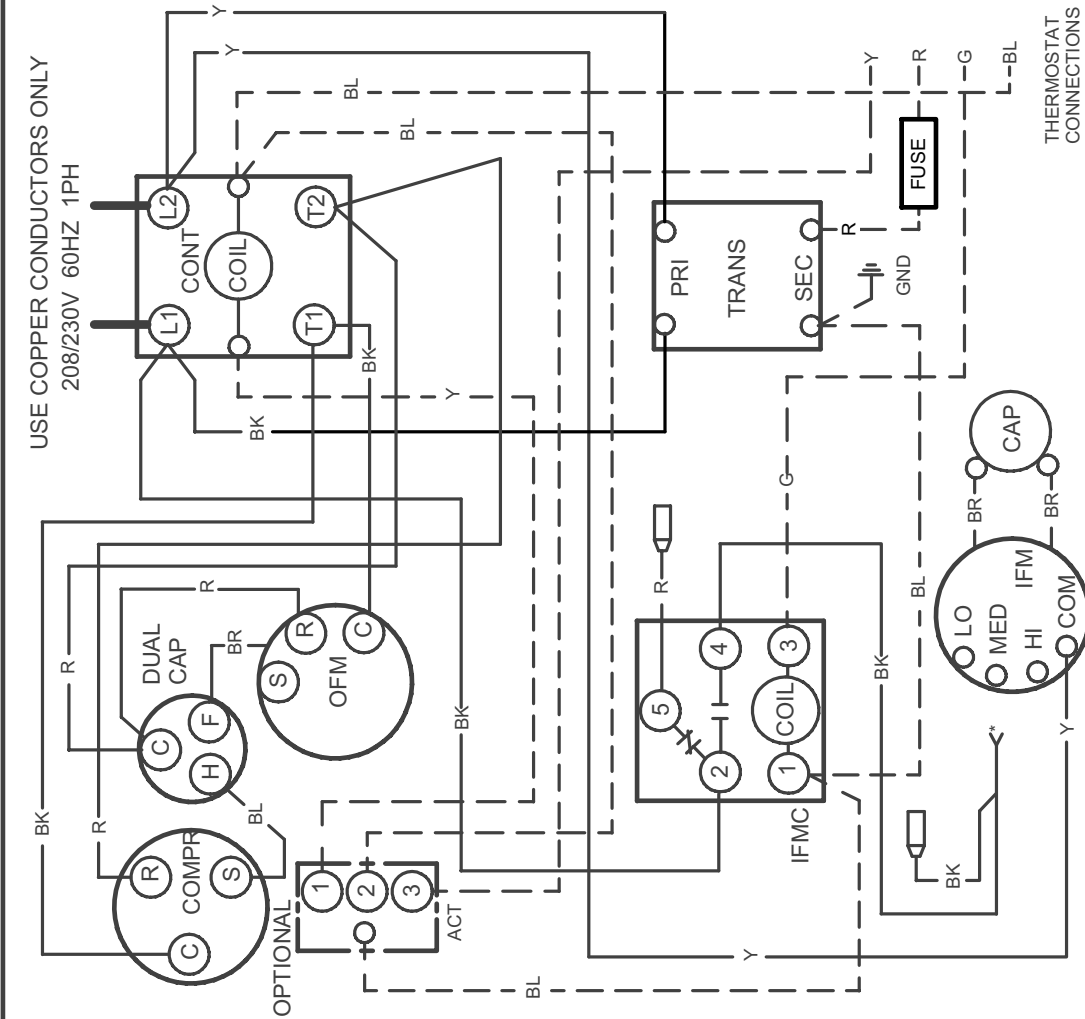 USE COPPER CONDUCTORS ONLY
208/230V 60HZ 1PH
L1
L2
CONT
COIL
T1
T2
Y
Y
BL
BL
BK
BK
Y
OPTIONAL
1
2
3
ACT
BL
COMPR
C
R
S
BK
R
R
BL
DUAL
CAP
H
F
C
BR
R
OFM
S
R
C
BK
Y
IFMC
1
2
3
4
5
COIL
R
G
BK
BL
BK
*
Y
PRI
TRANS
SEC
R
GND
FUSE
LO
MED
HI
COM
IFM
BR
BR
CAP
Y
R
G
BL
THERMOSTAT
CONNECTIONS